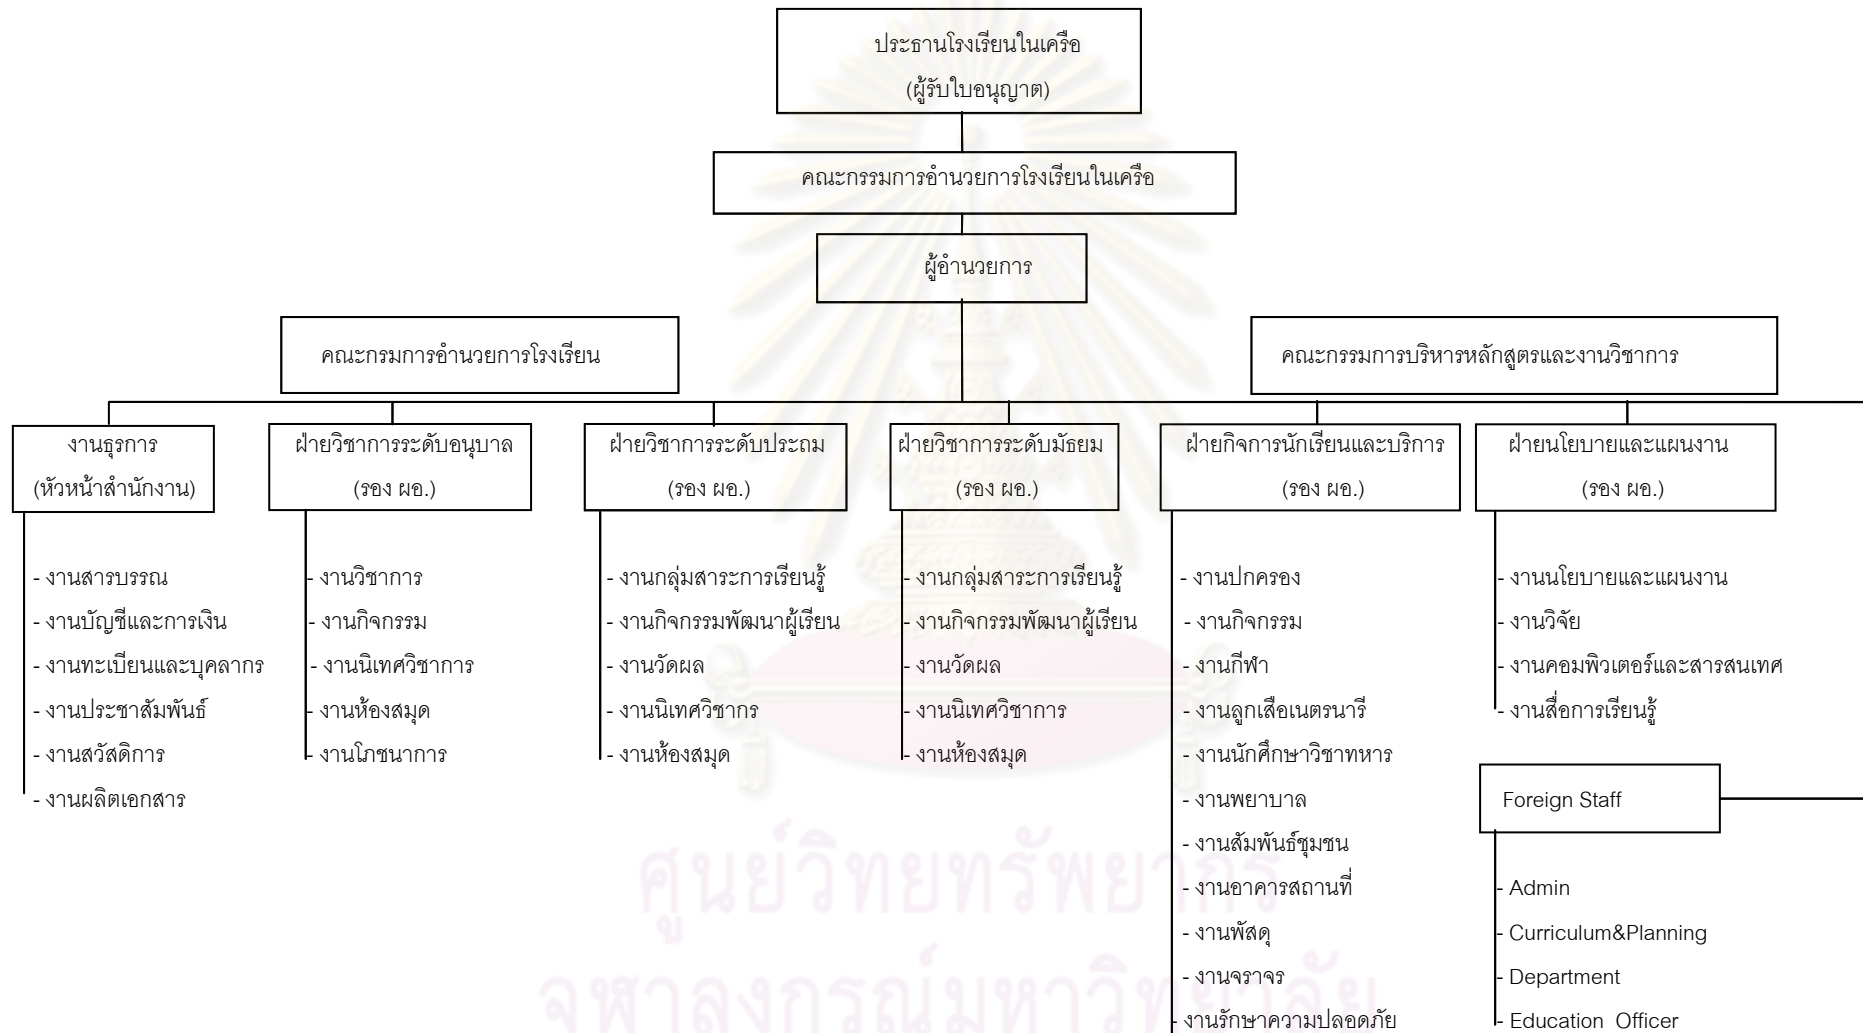 ประธานโรงเรียนในเครือ
(ผู้รับใบอนุญาต)
คณะกรรมการอำนวยการโรงเรียนในเครือ
ผู้อำนวยการ
คณะกรมการอำนวยการโรงเรียน
คณะกรรมการบริหารหลักสูตรและงานวิชาการ
งานธุรการ
(หัวหน้าสำนักงาน)
- งานสารบรรณ
- งานบัญชีและการเงิน
- งานทะเบียนและบุคลากร
- งานประชาสัมพันธ์
- งานสวัสดิการ
- งานผลิตเอกสาร
ฝ่ายวิชาการระดับอนุบาล
(รอง ผอ.)
- งานวิชาการ
- งานกิจกรรม
- งานนิเทศวิชาการ
- งานห้องสมุด
- งานโภชนาการ
ฝ่ายวิชาการระดับประถม
(รอง ผอ.)
- งานกลุ่มสาระการเรียนรู้
- งานกิจกรรมพัฒนาผู้เรียน
- งานวัดผล
- งานนิเทศวิชากร
- งานห้องสมุด
ฝ่ายวิชาการระดับมัธยม
(รอง ผอ.)
- งานกลุ่มสาระการเรียนรู้
- งานกิจกรรมพัฒนาผู้เรียน
- งานวัดผล
- งานนิเทศวิชาการ
- งานห้องสมุด
ฝ่ายกิจการนักเรียนและบริการ
(รอง ผอ.)
- งานปกครอง
- งานกิจกรรม
- งานกีฬา
- งานลูกเสือเนตรนารี
- งานนักศึกษาวิชาทหาร
- งานพยาบาล
- งานสัมพันธ์ชุมชน
- งานอาคารสถานที่
- งานพัสดุ
- งานจราจร
- งานรักษาความปลอดภัย
ฝ่ายนโยบายและแผนงาน
(รอง ผอ.)
- งานนโยบายและแผนงาน
- งานวิจัย
- งานคอมพิวเตอร์และสารสนเทศ
- งานสื่อการเรียนรู้
Foreign Staff
- Admin
- Curriculum&Planning
- Department
- Education Officer
ศูนย์วิทยทรัพยากร
จุฬาลงกรณ์มหาวิทยาลัย